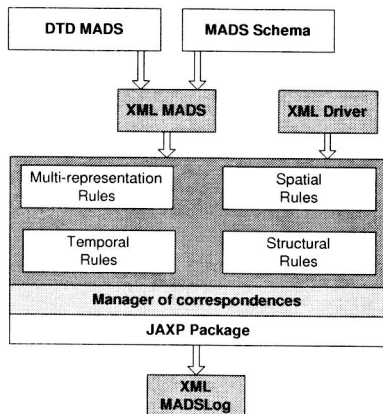 DTD MADS
MADS Schema
XML MADS
XML Driver
Multi-representation
Rules
Spatial
Rules
Temporal
Rules
Structural
Rules
Manager of correspondences
JAXP Package
XML
MADSLog